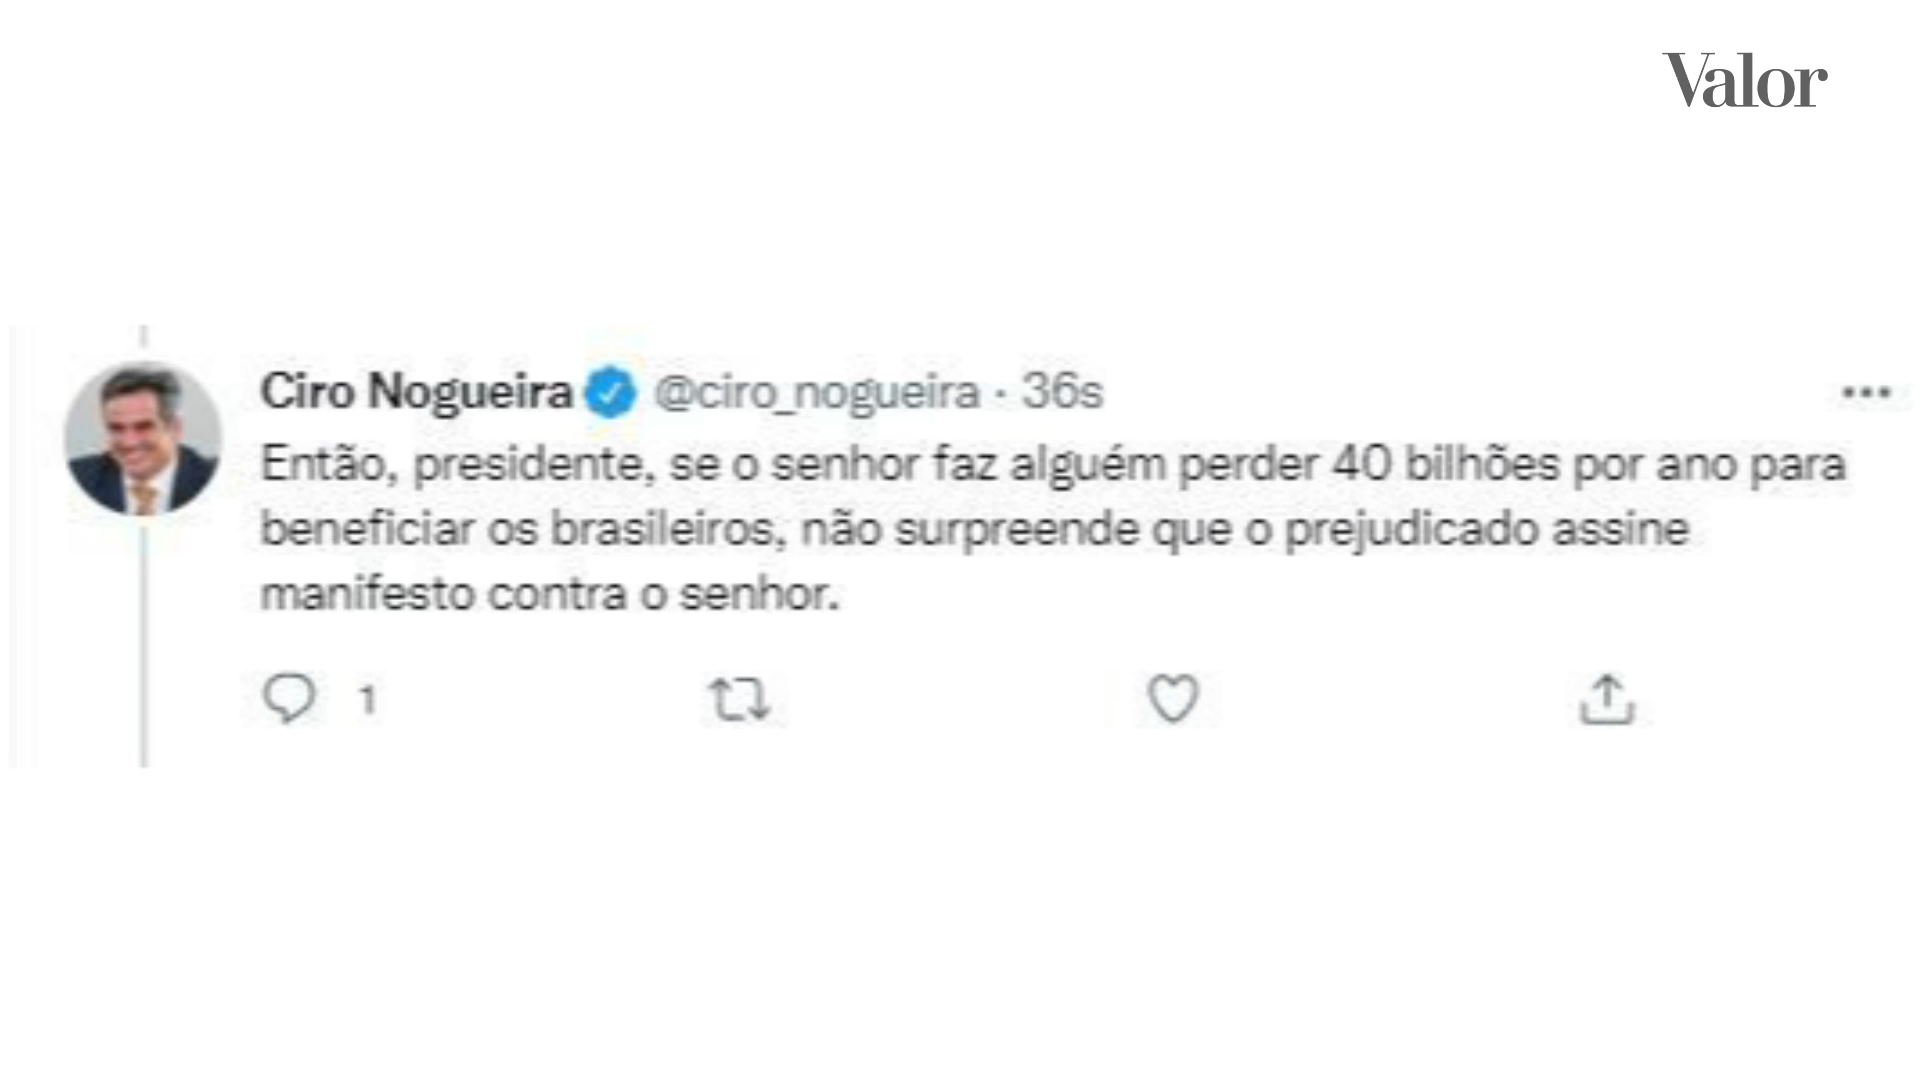 Valor
Ciro Nogueira @ciro_nogueira · 36s
Então, presidente, se o senhor faz alguém perder 40 bilhões por ano para
beneficiar os brasileiros, não surpreende que o prejudicado assine
manifesto contra o senhor.
1